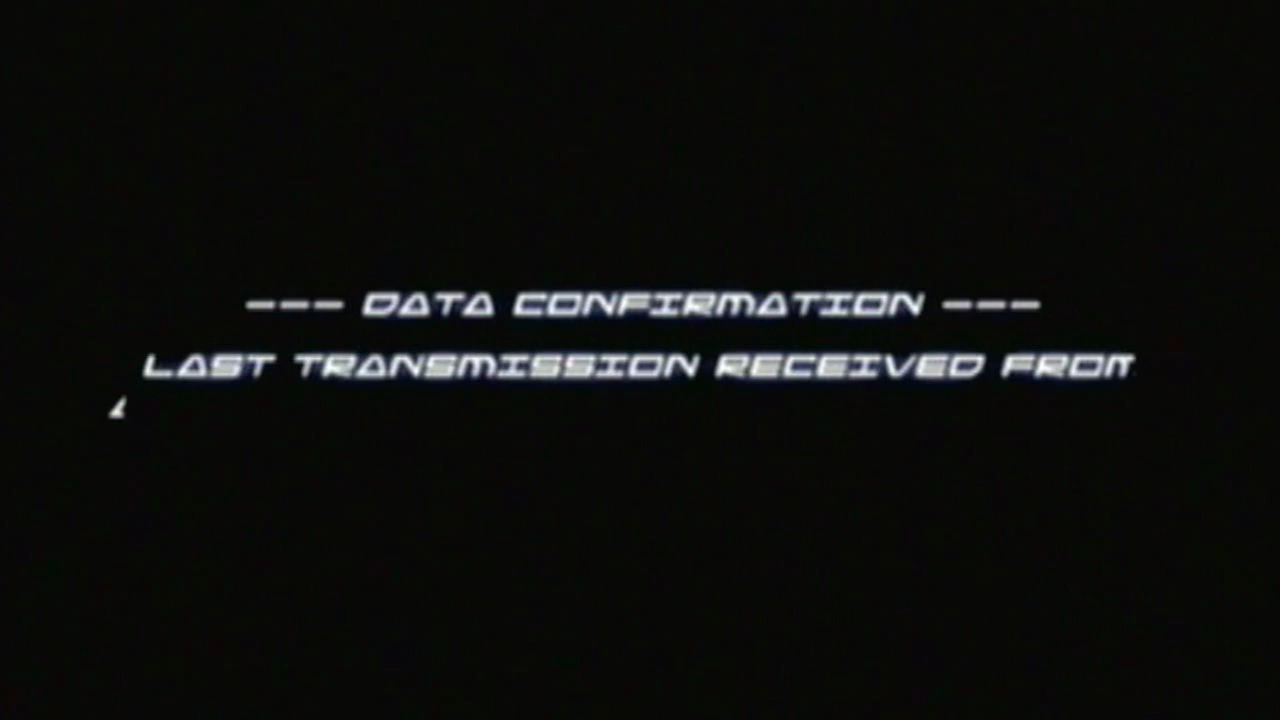 --- DATA CONFIRMATION ---
LAST TRANSMISSION RECEIVED FROM